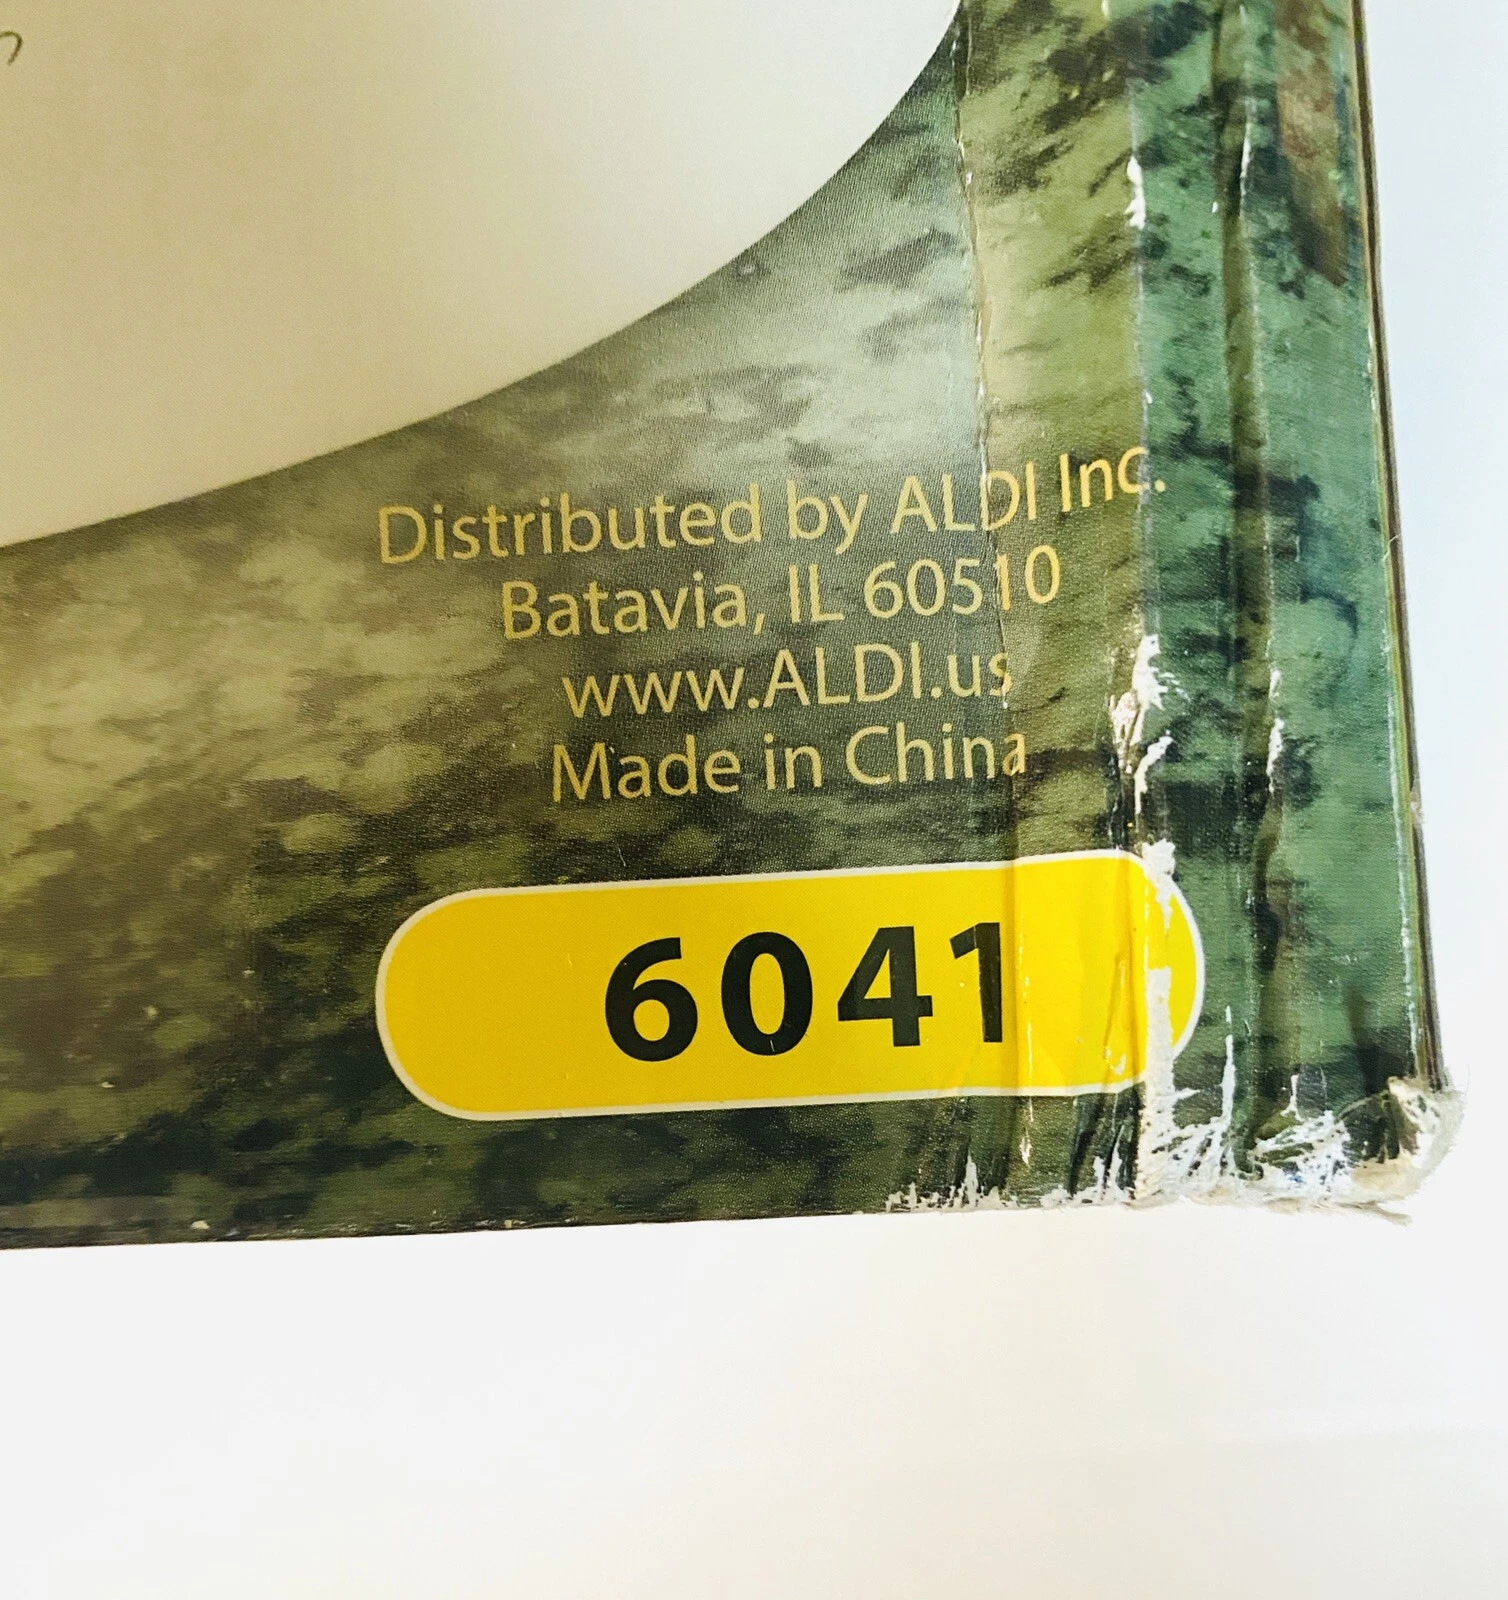 Distributed by ALDI Inc.
Batavia, IL 60510
www.ALDI.us
Made in China
6041